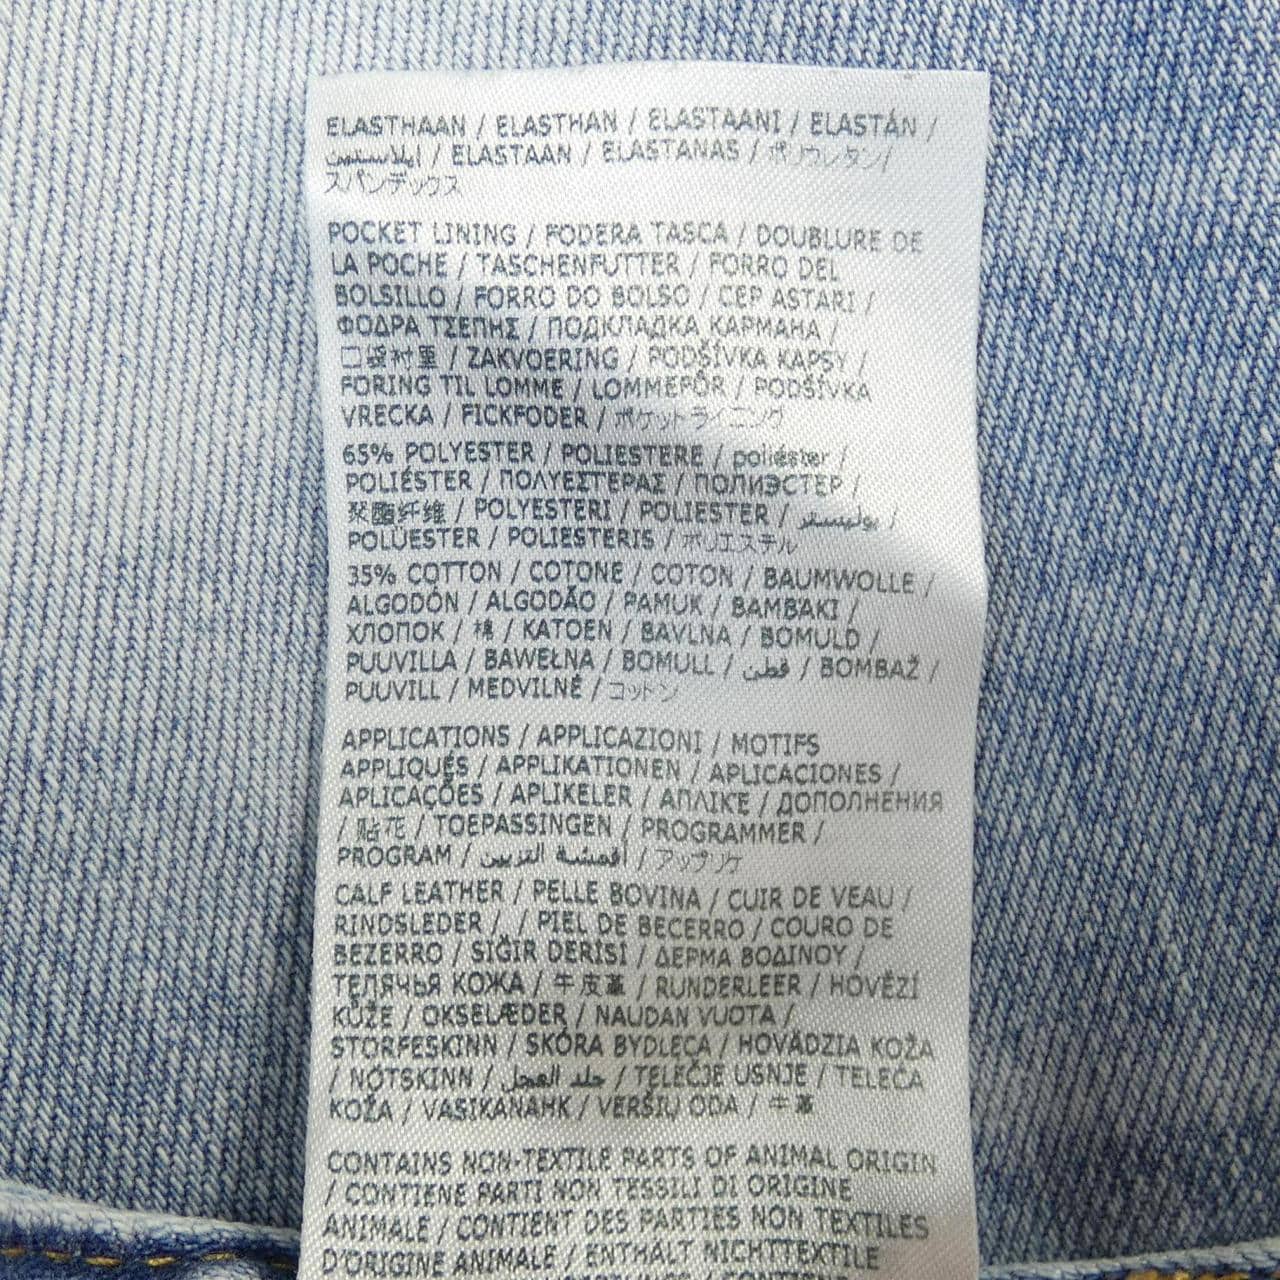 ELASTHAAN / ELASTHAN / ELASTAANI / ELASTÁN /
ايلاستون / ELASTAAN / ELASTANAS / ポリウレタン /
スパンデックス
POCKET LINING / FODERA TASCA / DOUBLURE DE
LA POCHE / TASCHENFUTTER / FORRO DEL
BOLSILLO / FORRO DO BOLSO / CEP ASTARI /
ΦΟΔΡΑ ΤΣΕΠΗΣ / ПОДКЛАДКА КАРМАНА /
口袋衬里 / ZAKVOERING / PODŠÍVKA KAPSY /
FORING TIL LOMME / LOMMEFÔR / PODŠÍVKA
VRECKA / FICKFODER / ポケットライニング
65% POLYESTER / POLIESTERE / poliéster /
POLIÉSTER / ΠΟΛΥΕΣΤΕΡΑΣ / ПОЛИЭСТЕР /
聚酯纤维 / POLYESTERI / POLIESTER / بوليستر /
POLÜESTER / POLIESTERIS / ポリエステル
35% COTTON / COTONE / COTON / BAUMWOLLE /
ALGODÓN / ALGODÃO / PAMUK / BAMBAKI /
ХЛОПОК / 棉 / KATOEN / BAVLNA / BOMULD /
PUUVILLA / BAWEŁNA / BOMULL / قطن / BOMBAŽ /
PUUVILL / MEDVILNĖ / コットン
APPLICATIONS / APPLICAZIONI / MOTIFS
APPLIQUÉS / APPLIKATIONEN / APLICACIONES /
APLICAÇÕES / APLIKELER / ΑΠΛΙΚΕ / ДОПОЛНЕНИЯ
/ 贴花 / TOEPASSINGEN / PROGRAMMER /
PROGRAM / أقمشة التزيين / アップリケ
CALF LEATHER / PELLE BOVINA / CUIR DE VEAU /
RINDSLEDER / / PIEL DE BECERRO / COURO DE
BEZERRO / SIĞIR DERİSİ / ΔΕΡΜΑ ΒΟΔΙΝΟΥ /
ТЕЛЯЧЬЯ КОЖА / 牛皮革 / RUNDERLEER / HOVĚZÍ
KŮŽE / OKSELÆDER / NAUDAN VUOTA /
STORFESKINN / SKÓRA BYDLĘCA / HOVÄDZIA KOŽA
/ NÖTSKINN / جلد العجل / TELEČJE USNJE / TELEĆA
KOŽA / VASIKANAHK / VERŠIŲ ODA / 牛革
CONTAINS NON-TEXTILE PARTS OF ANIMAL ORIGIN
/ CONTIENE PARTI NON TESSILI DI ORIGINE
ANIMALE / CONTIENT DES PARTIES NON TEXTILES
D'ORIGINE ANIMALE / ENTHÄLT NICHTTEXTILE